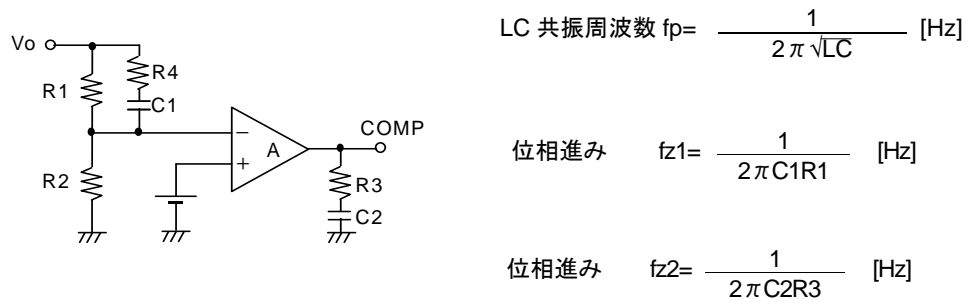 Vo
R1
R4
C1
R2
−
+
A
COMP
R3
C2
LC 共振周波数 fp= 1 / 2π√LC [Hz]
位相進み fz1= 1 / 2πC1R1 [Hz]
位相進み fz2= 1 / 2πC2R3 [Hz]